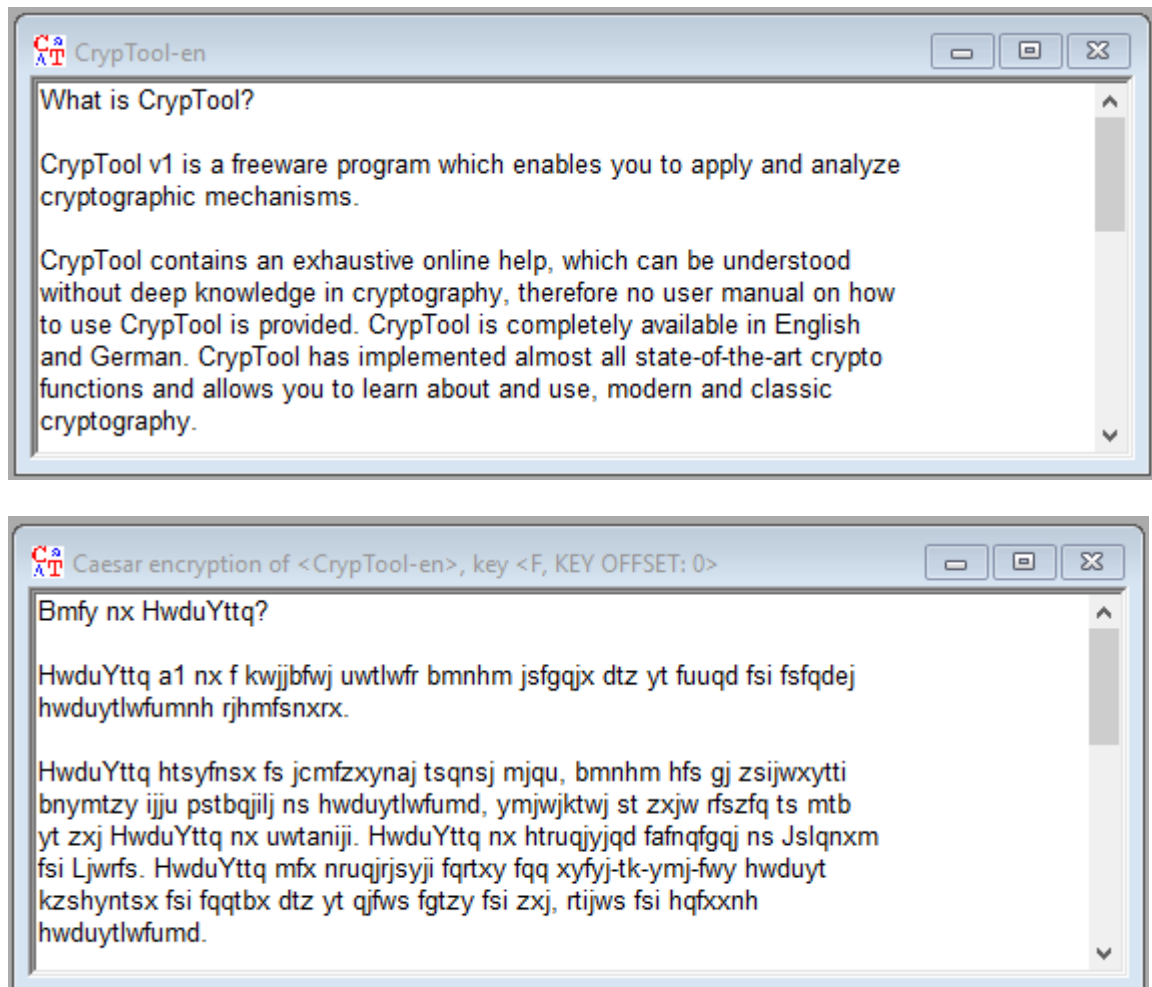 CrypTool-en
What is CrypTool?
CrypTool v1 is a freeware program which enables you to apply and analyze
cryptographic mechanisms.
CrypTool contains an exhaustive online help, which can be understood
without deep knowledge in cryptography, therefore no user manual on how
to use CrypTool is provided. CrypTool is completely available in English
and German. CrypTool has implemented almost all state-of-the-art crypto
functions and allows you to learn about and use, modern and classic
cryptography.
Caesar encryption of <CrypTool-en>, key <F, KEY OFFSET: 0>
Bmfy nx HwduYttq?
HwduYttq a1 nx f kwjjbfwj uwtlwfr bmnhm jsfgqjx dtz yt fuuqd fsi fsfqdej
hwduytlwfumnh rjhmfsnxrx.
HwduYttq htsyfnsx fs jcmfzxynaj tsqnsj mjqu, bmnhm hfs gj zsijwxytti
bnymtzy ijju pstbqjilj ns hwduytlwfumd, ymjwjktwj st zxjw rfszfq ts mtb
yt zxj HwduYttq nx uwtaniji. HwduYttq nx htruqjyjqd fafnqfgqj ns Jslqnxm
fsi Ljwrfs. HwduYttq mfx nruqjrjsyji fqrtxy fqq xyfyj-tk-ymj-fwy hwduyt
kzshyntsx fsi fqqtbx dtz yt qjfws fgtzy fsi zxj, rtijws fsi hqfxxnh
hwduytlwfumd.